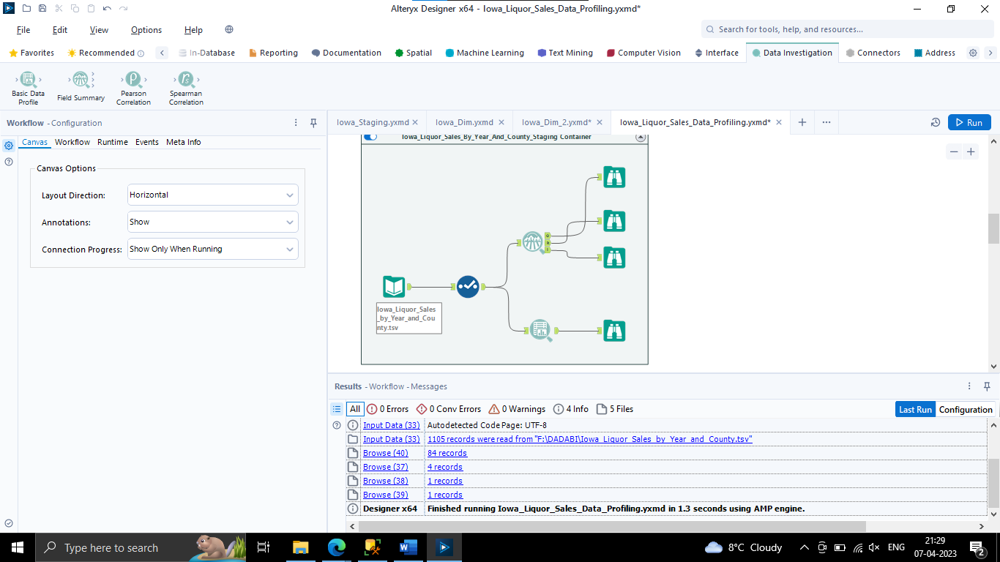 Alteryx Designer x64 - Iowa_Liquor_Sales_Data_Profiling.yxmd*
File Edit View Options Help
Search for tools, help, and resources...
Favorites Recommended In-Database Reporting Documentation Spatial Machine Learning Text Mining Computer Vision Interface Data Investigation Connectors Address
Basic Data
Profile
Field Summary
Pearson
Correlation
Spearman
Correlation
Workflow - Configuration
Canvas Workflow Runtime Events Meta Info
Canvas Options
Layout Direction: Horizontal
Annotations: Show
Connection Progress: Show Only When Running
Iowa_Staging.yxmd Iowa_Dim.yxmd Iowa_Dim_2.yxmd* Iowa_Liquor_Sales_Data_Profiling.yxmd*
Run
Iowa_Liquor_Sales_By_Year_And_County_Staging Container
O
R
I
Iowa_Liquor_Sales
_by_Year_and_Cou
nty.tsv
Results - Workflow - Messages
All 0 Errors 0 Conv Errors 0 Warnings 4 Info 5 Files Last Run Configuration
Input Data (33) Autodetected Code Page: UTF-8
Input Data (33) 1105 records were read from "F:\DADABI\Iowa_Liquor_Sales_by_Year_and_County.tsv"
Browse (40) 84 records
Browse (37) 4 records
Browse (38) 1 records
Browse (39) 1 records
Designer x64 Finished running Iowa_Liquor_Sales_Data_Profiling.yxmd in 1.3 seconds using AMP engine.
Type here to search
8°C Cloudy
ENG
21:29
07-04-2023
2